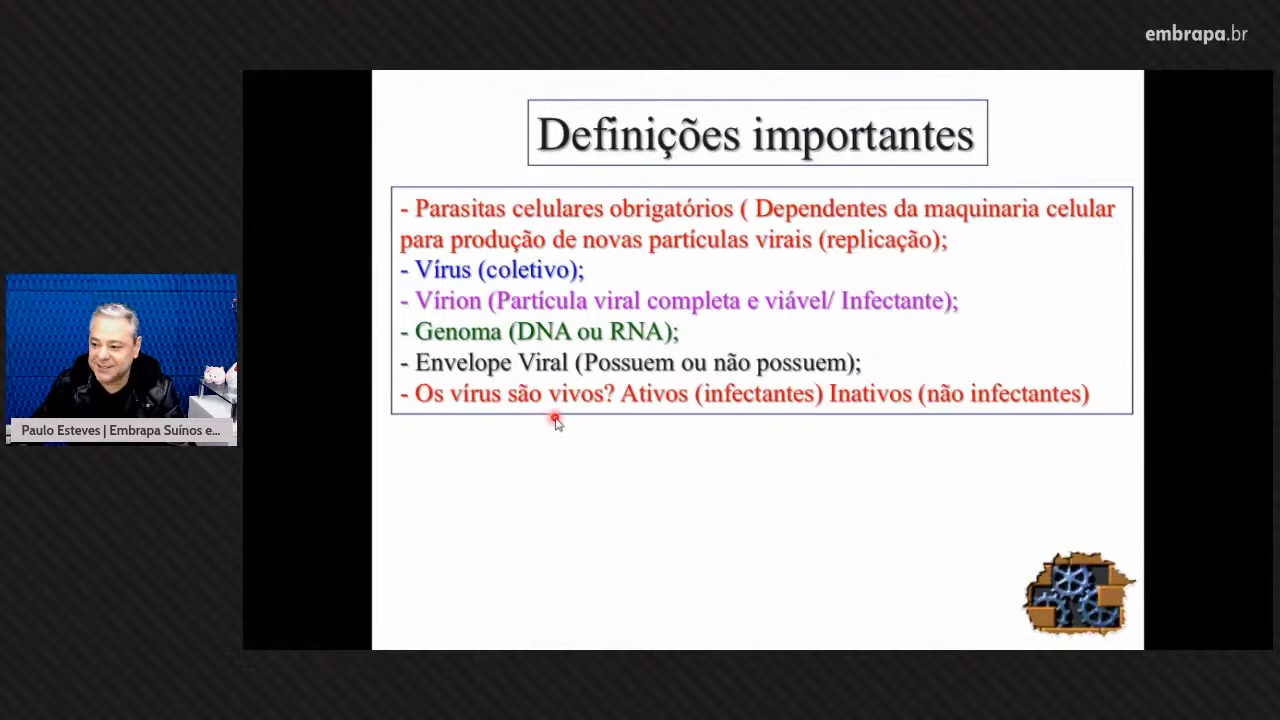 embrapa.br
Definições importantes
- Parasitas celulares obrigatórios ( Dependentes da maquinaria celular
para produção de novas partículas virais (replicação);
- Vírus (coletivo);
- Vírion (Partícula viral completa e viável/ Infectante);
- Genoma (DNA ou RNA);
- Envelope Viral (Possuem ou não possuem);
- Os vírus são vivos? Ativos (infectantes) Inativos (não infectantes)
Paulo Esteves | Embrapa Suínos e...